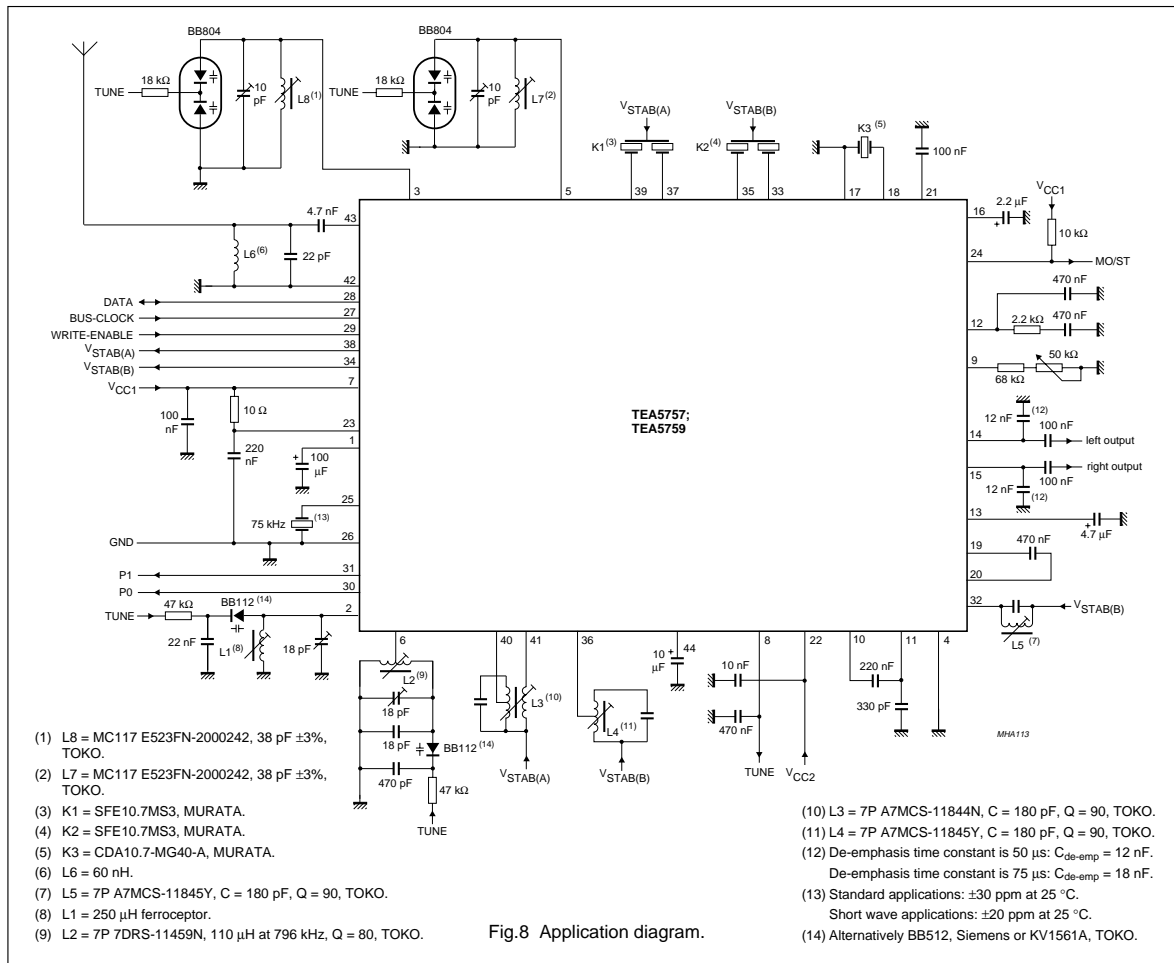 BB804
BB804
18 kΩ
TUNE
10
pF
L8(1)
18 kΩ
TUNE
10
pF
L7(2)
VSTAB(A)
K1(3)
VSTAB(B)
K2(4)
K3(5)
100 nF
3
5
39
37
35
33
17
18
21
4.7 nF
43
L6(6)
22 pF
42
DATA
28
BUS-CLOCK
27
WRITE-ENABLE
29
VSTAB(A)
38
VSTAB(B)
34
VCC1
7
100
nF
10 Ω
23
220
nF
1
+
100
µF
25
75 kHz
(13)
GND
26
P1
31
P0
30
TUNE
47 kΩ
BB112(14)
2
22 nF
L1(8)
18 pF
TEA5757;
TEA5759
16
2.2 µF
+
VCC1
10 kΩ
24
MO/ST
470 nF
12
2.2 kΩ
470 nF
9
50 kΩ
68 kΩ
12 nF
(12)
100 nF
14
left output
right output
15
100 nF
12 nF
(12)
13
+
4.7 µF
19
470 nF
20
32
VSTAB(B)
L5(7)
6
40
41
36
44
8
22
10
11
4
L2(9)
18 pF
18 pF
BB112(14)
470 pF
47 kΩ
TUNE
L3(10)
VSTAB(A)
L4(11)
VSTAB(B)
10
µF
+
10 nF
470 nF
TUNE
VCC2
220 nF
330 pF
MHA113
(1) L8 = MC117 E523FN-2000242, 38 pF ±3%,
TOKO.
(2) L7 = MC117 E523FN-2000242, 38 pF ±3%,
TOKO.
(3) K1 = SFE10.7MS3, MURATA.
(4) K2 = SFE10.7MS3, MURATA.
(5) K3 = CDA10.7-MG40-A, MURATA.
(6) L6 = 60 nH.
(7) L5 = 7P A7MCS-11845Y, C = 180 pF, Q = 90, TOKO.
(8) L1 = 250 µH ferroceptor.
(9) L2 = 7P 7DRS-11459N, 110 µH at 796 kHz, Q = 80, TOKO.
(10) L3 = 7P A7MCS-11844N, C = 180 pF, Q = 90, TOKO.
(11) L4 = 7P A7MCS-11845Y, C = 180 pF, Q = 90, TOKO.
(12) De-emphasis time constant is 50 µs: Cde-emp = 12 nF.
De-emphasis time constant is 75 µs: Cde-emp = 18 nF.
(13) Standard applications: ±30 ppm at 25 °C.
Short wave applications: ±20 ppm at 25 °C.
(14) Alternatively BB512, Siemens or KV1561A, TOKO.
Fig.8 Application diagram.